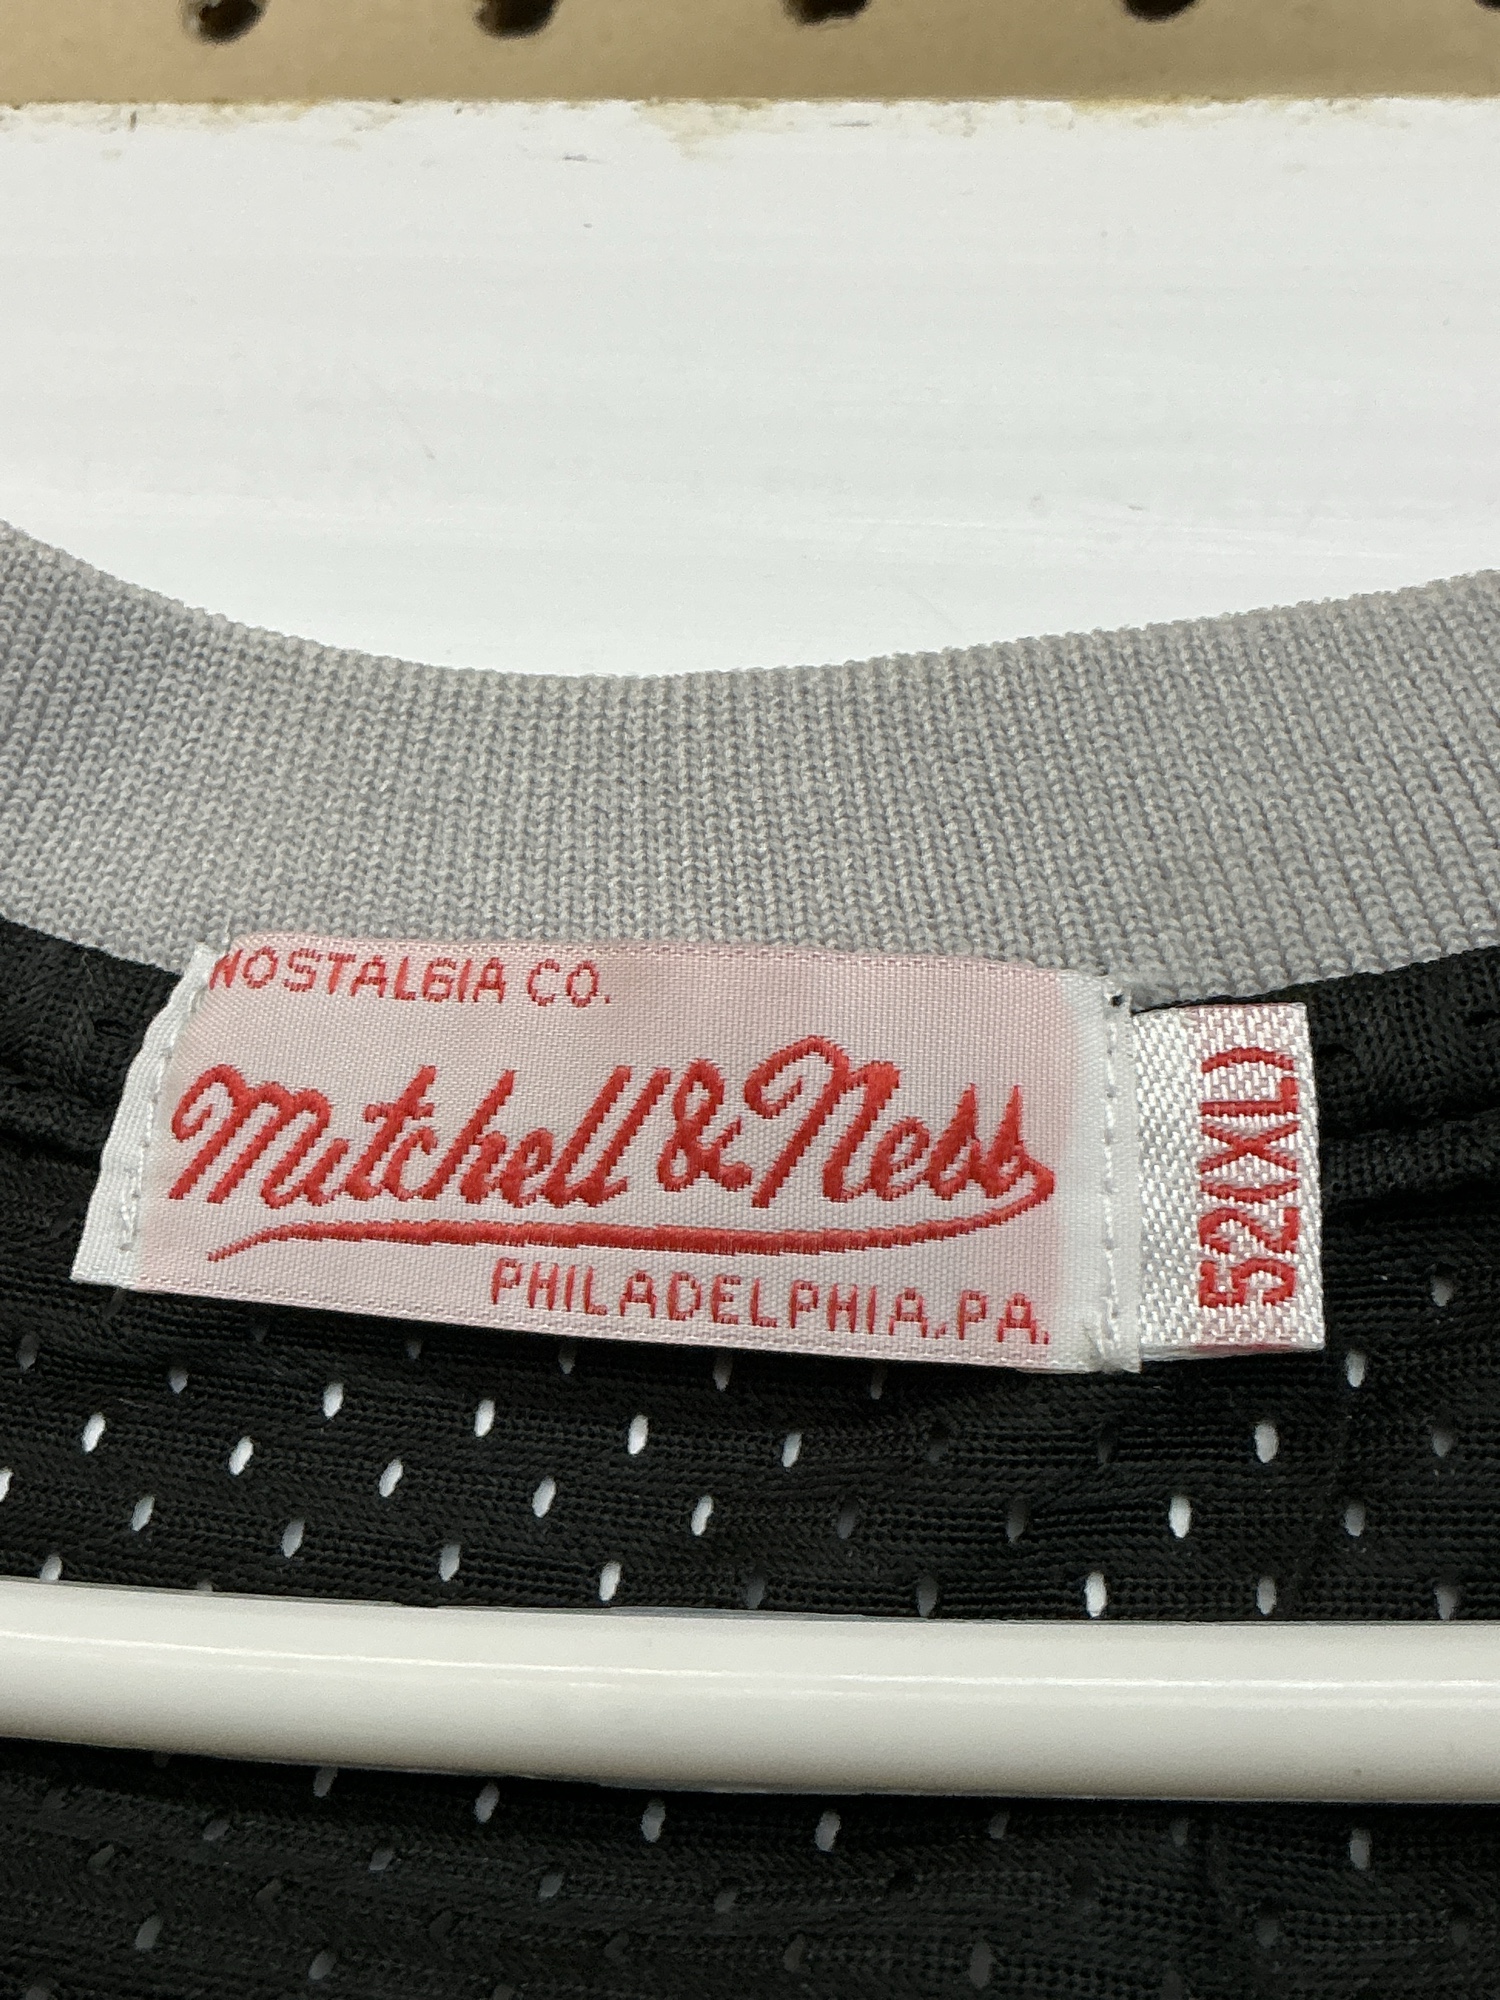 NOSTALGIA CO.
Mitchell & Ness
PHILADELPHIA, PA.
52(XL)